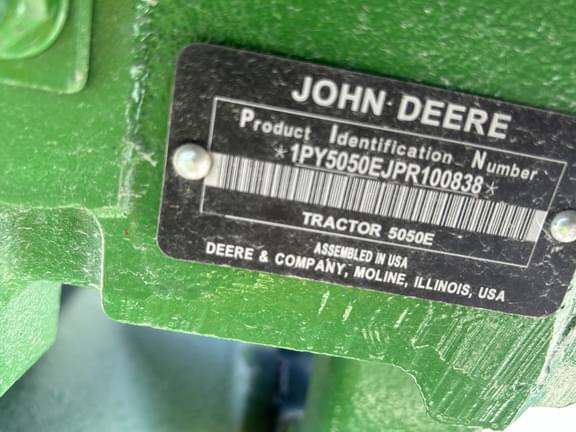 JOHN DEERE
Product Identification Number
*1PY5050EJPR100838*
TRACTOR 5050E
ASSEMBLED IN USA
DEERE & COMPANY, MOLINE, ILLINOIS, USA